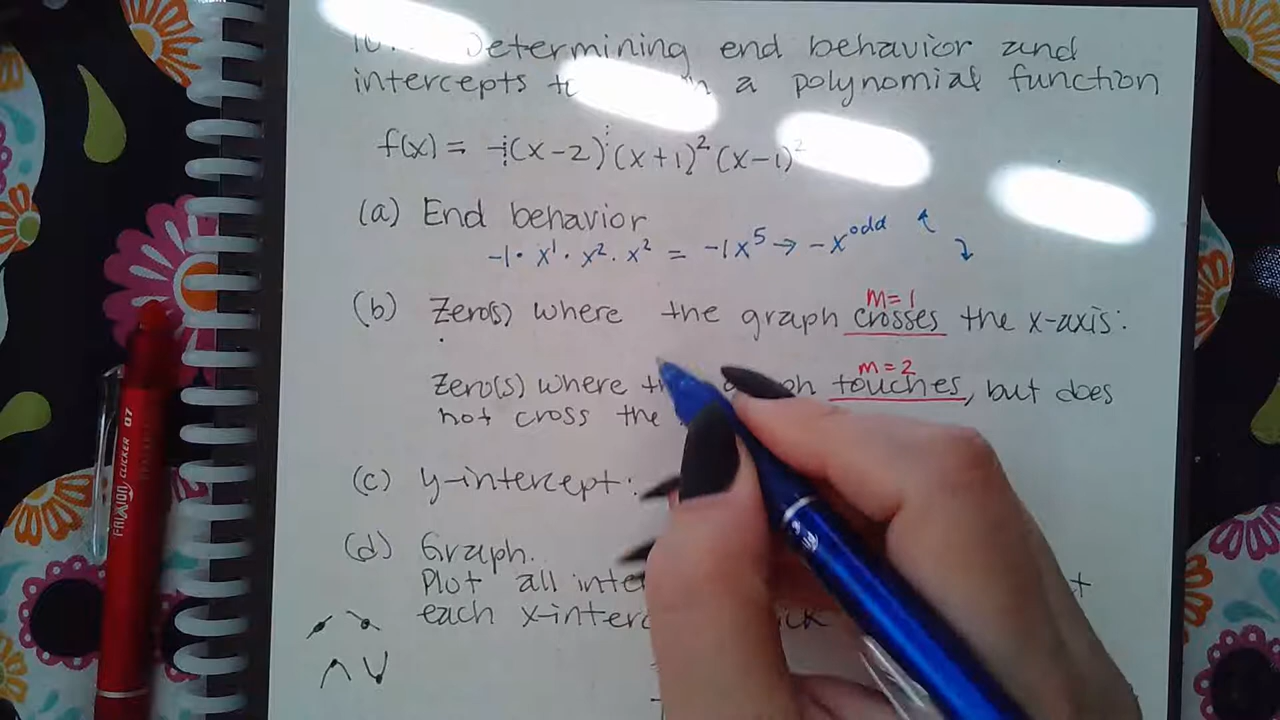 Determining end behavior and
intercepts a polynomial function
f(x) = -1(x-2)¹(x+1)²(x-1)²
(a) End behavior
-1 · x¹ · x² · x² = -1x⁵ → -x^odd
m=1
(b) Zero(s) where the graph crosses the x-axis:
m=2
Zero(s) where touches, but does
not cross the
(c) y-intercept:
(d) Graph.
Plot all
each
FRIXION CLICKER 07